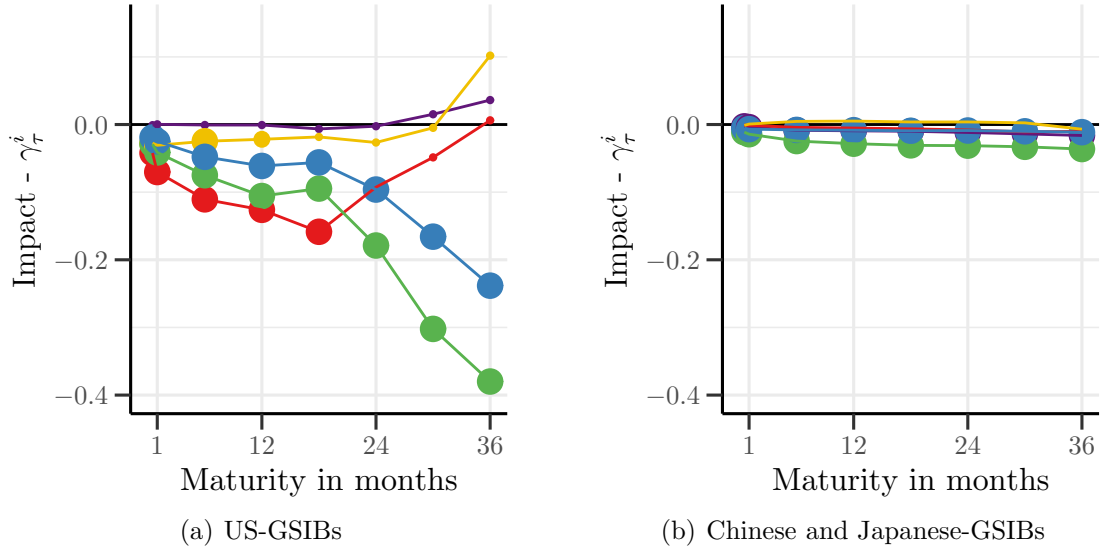 0.0
−0.2
−0.4
Impact - γ^i_τ
1
12
24
36
Maturity in months
(a) US-GSIBs
0.0
−0.2
−0.4
Impact - γ^i_τ
1
12
24
36
Maturity in months
(b) Chinese and Japanese-GSIBs